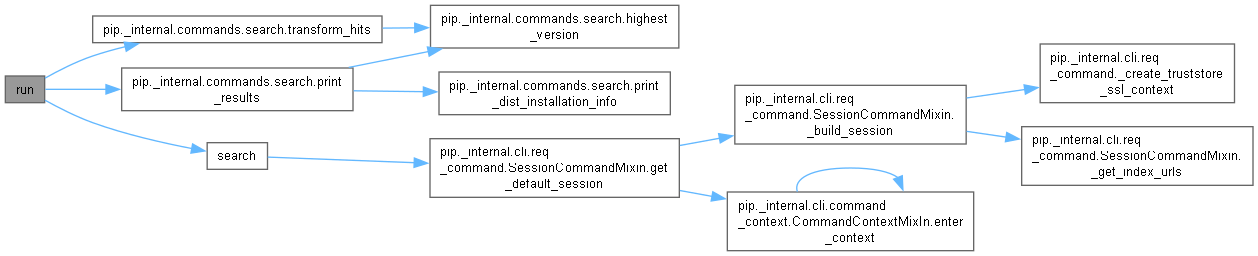 run
pip._internal.commands.search.transform_hits
pip._internal.commands.search.print
_results
search
pip._internal.commands.search.highest
_version
pip._internal.commands.search.print
_dist_installation_info
pip._internal.cli.req
_command.SessionCommandMixin.get
_default_session
pip._internal.cli.req
_command.SessionCommandMixin.
_build_session
pip._internal.cli.command
_context.CommandContextMixIn.enter
_context
pip._internal.cli.req
_command._create_truststore
_ssl_context
pip._internal.cli.req
_command.SessionCommandMixin.
_get_index_urls